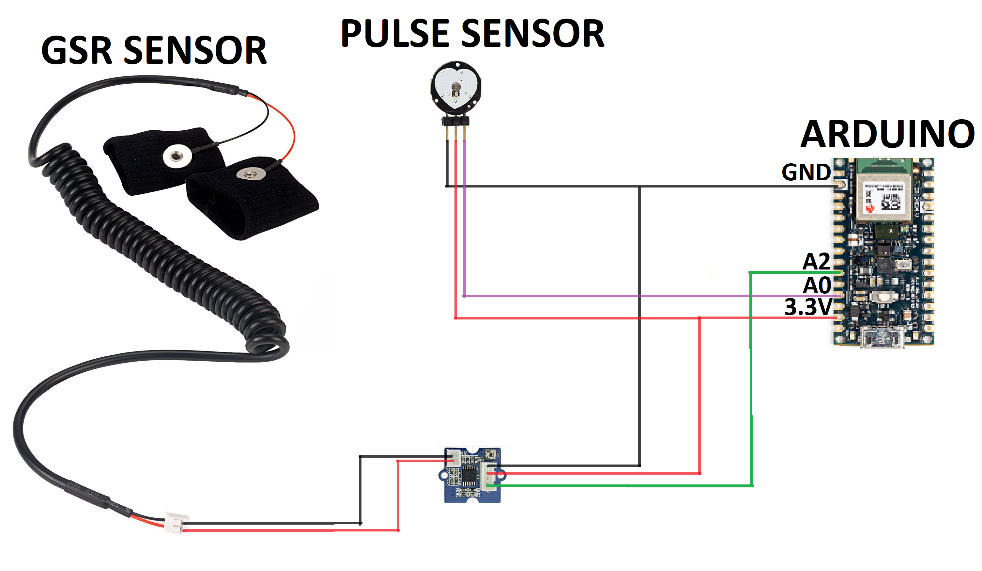 GSR SENSOR
PULSE SENSOR
ARDUINO
GND
A2
A0
3.3V